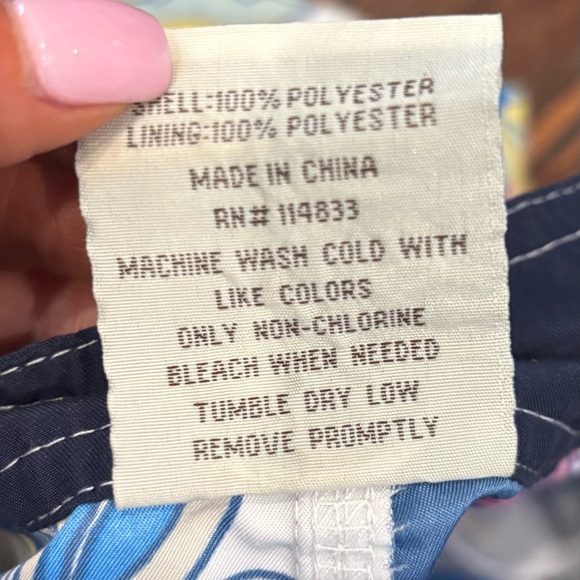 SHELL:100% POLYESTER
LINING:100% POLYESTER
MADE IN CHINA
RN# 114833
MACHINE WASH COLD WITH
LIKE COLORS
ONLY NON-CHLORINE
BLEACH WHEN NEEDED
TUMBLE DRY LOW
REMOVE PROMPTLY